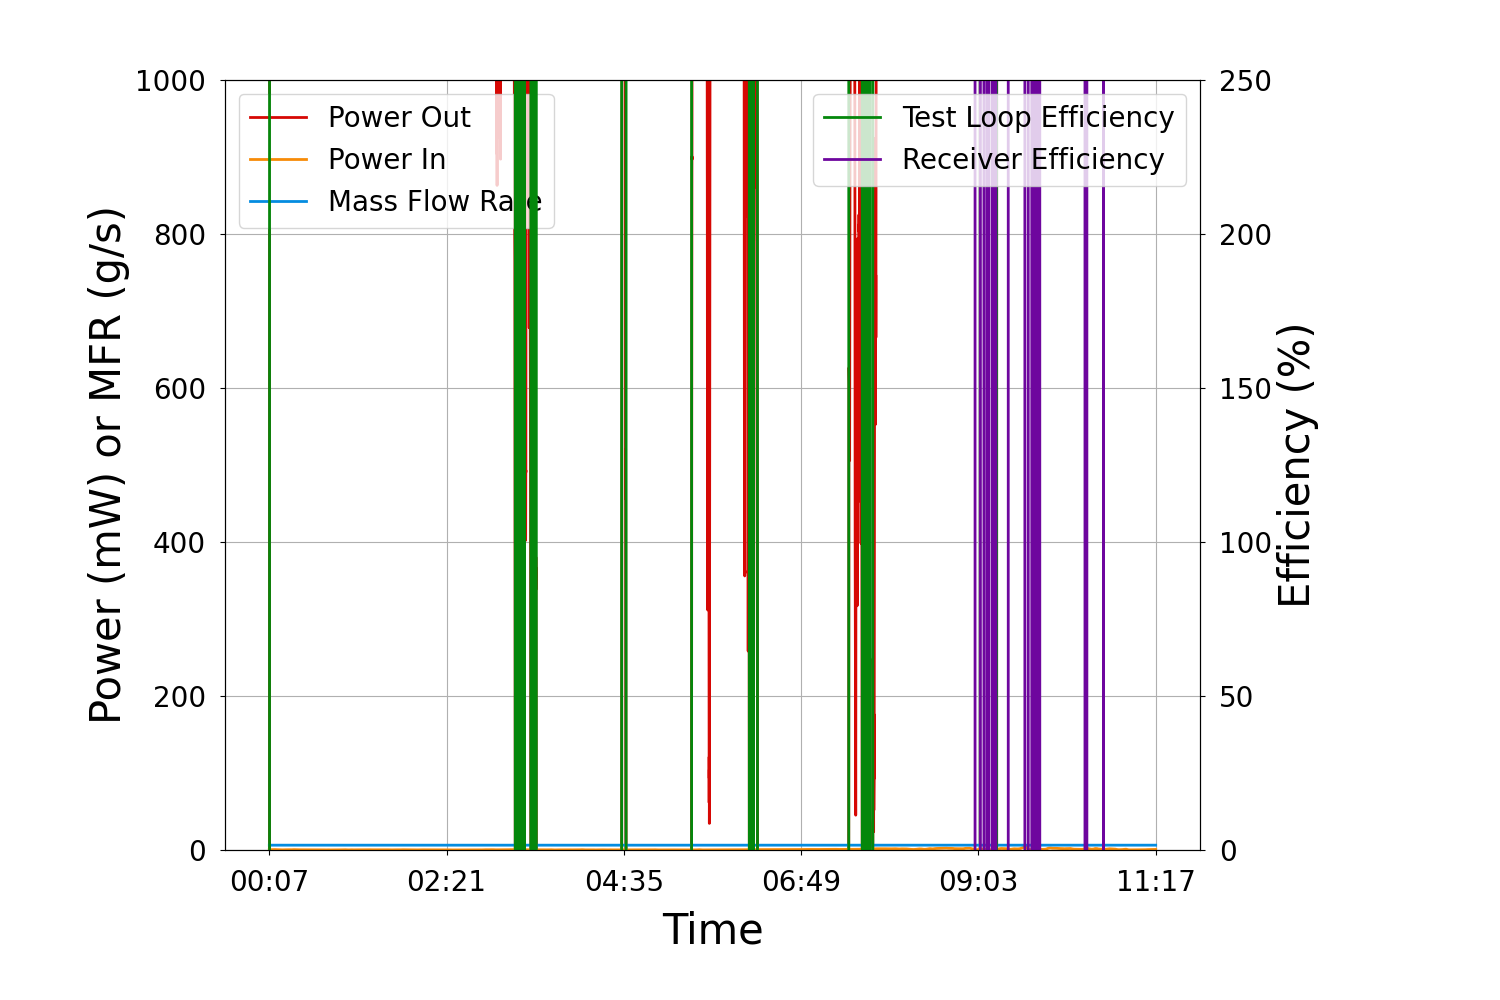 1000
800
600
400
200
0
Power (mW) or MFR (g/s)
Power Out
Power In
Mass Flow Rate
Test Loop Efficiency
Receiver Efficiency
250
200
150
100
50
0
Efficiency (%)
00:07 02:21 04:35 06:49 09:03 11:17
Time